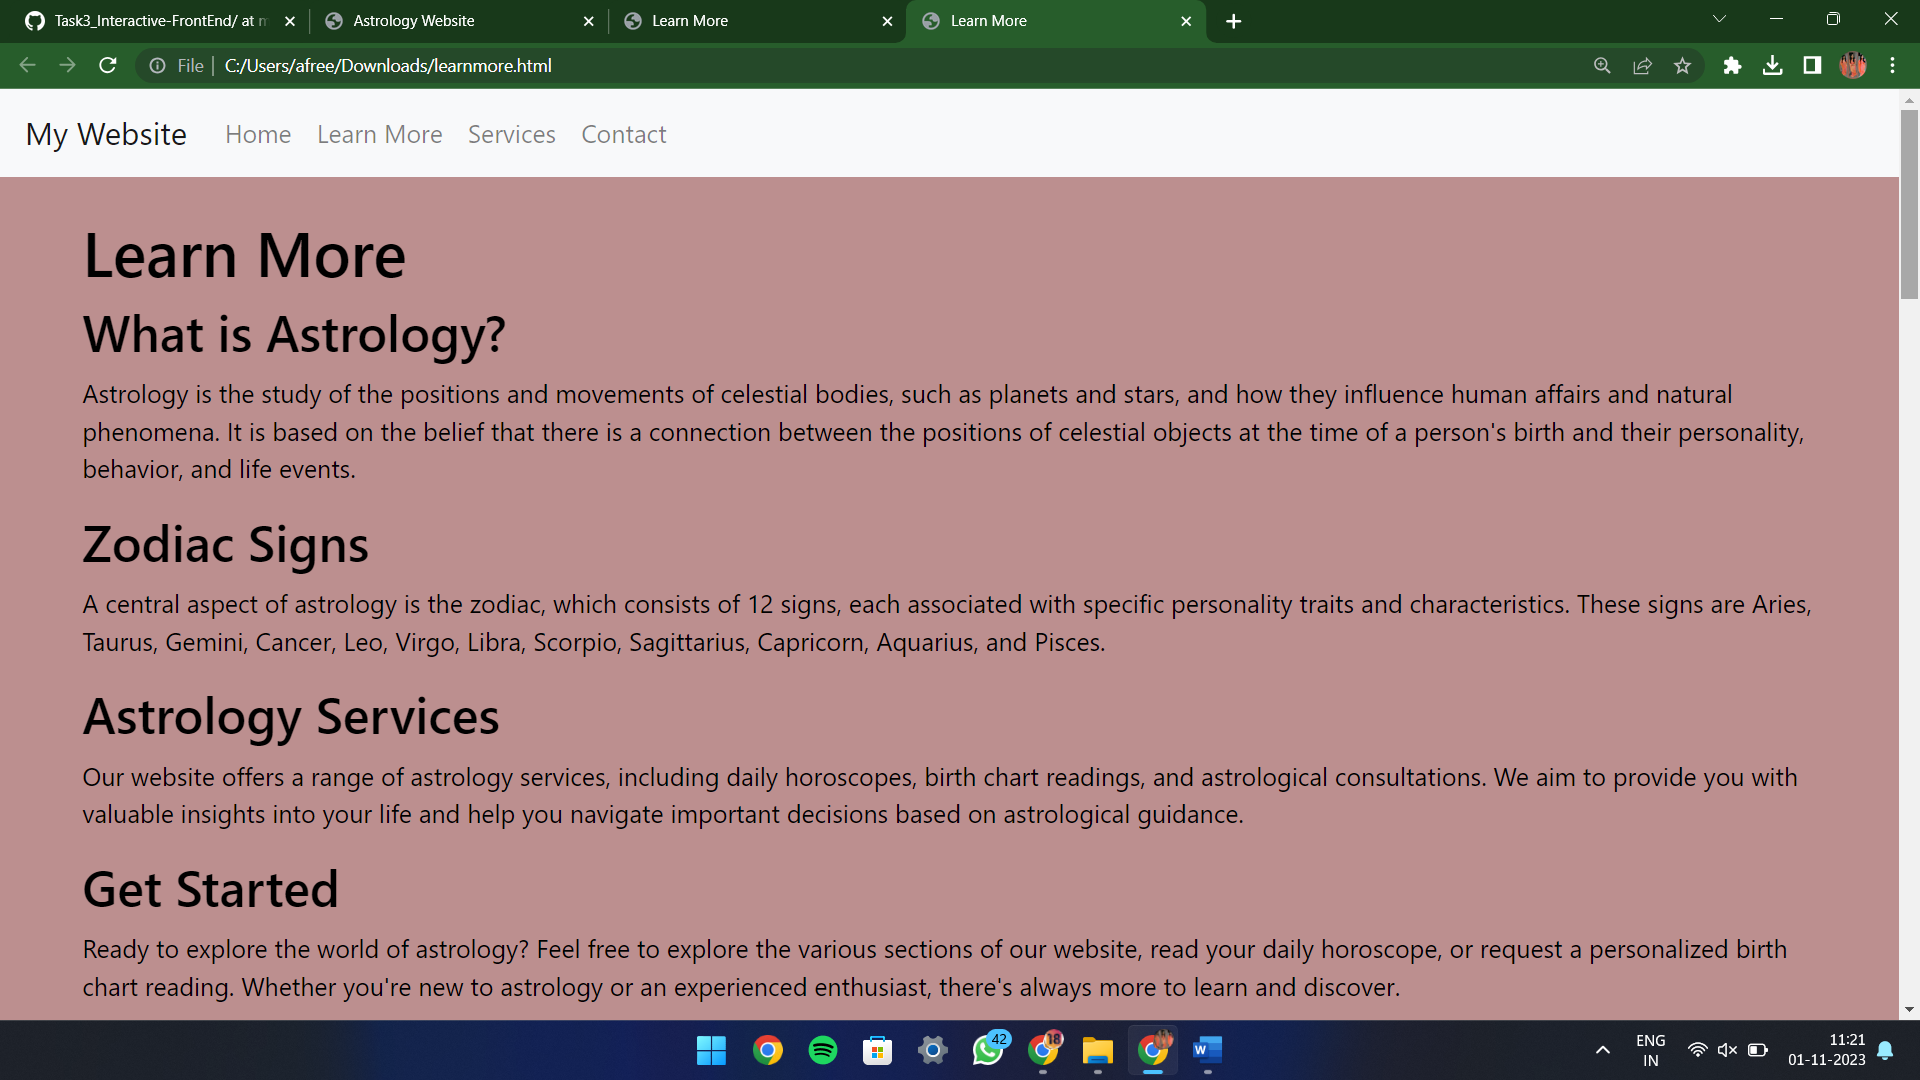 Task3_Interactive-FrontEnd/ at m
Astrology Website
Learn More
Learn More
File
C:/Users/afree/Downloads/learnmore.html
My Website
Home
Learn More
Services
Contact
Learn More
What is Astrology?
Astrology is the study of the positions and movements of celestial bodies, such as planets and stars, and how they influence human affairs and natural
phenomena. It is based on the belief that there is a connection between the positions of celestial objects at the time of a person's birth and their personality,
behavior, and life events.
Zodiac Signs
A central aspect of astrology is the zodiac, which consists of 12 signs, each associated with specific personality traits and characteristics. These signs are Aries,
Taurus, Gemini, Cancer, Leo, Virgo, Libra, Scorpio, Sagittarius, Capricorn, Aquarius, and Pisces.
Astrology Services
Our website offers a range of astrology services, including daily horoscopes, birth chart readings, and astrological consultations. We aim to provide you with
valuable insights into your life and help you navigate important decisions based on astrological guidance.
Get Started
Ready to explore the world of astrology? Feel free to explore the various sections of our website, read your daily horoscope, or request a personalized birth
chart reading. Whether you're new to astrology or an experienced enthusiast, there's always more to learn and discover.
42
18
W
ENG
IN
11:21
01-11-2023